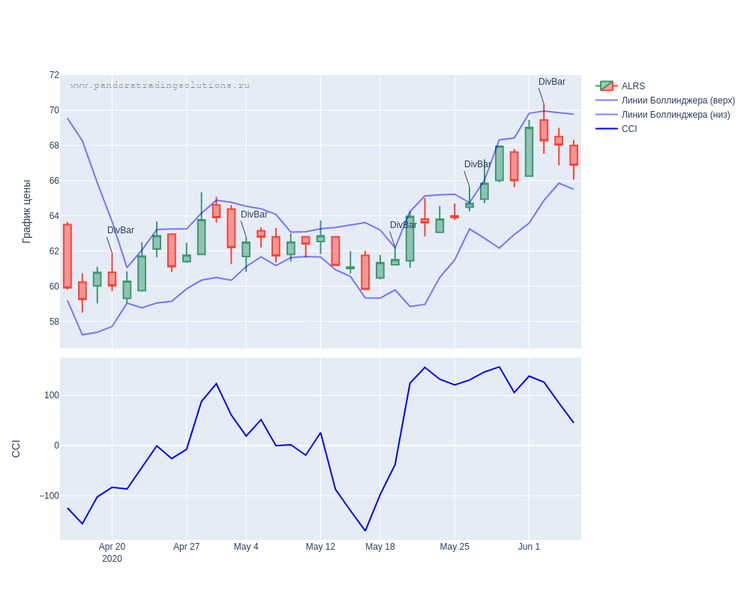 72
www.pandoratradingsolutions.ru
DivBar
ALRS
Линии Боллинджера (верх)
Линии Боллинджера (низ)
CCI
70
68
66
64
62
60
58
График цены
DivBar
DivBar
DivBar
DivBar
100
0
−100
CCI
Apr 20
2020
Apr 27
May 4
May 12
May 18
May 25
Jun 1